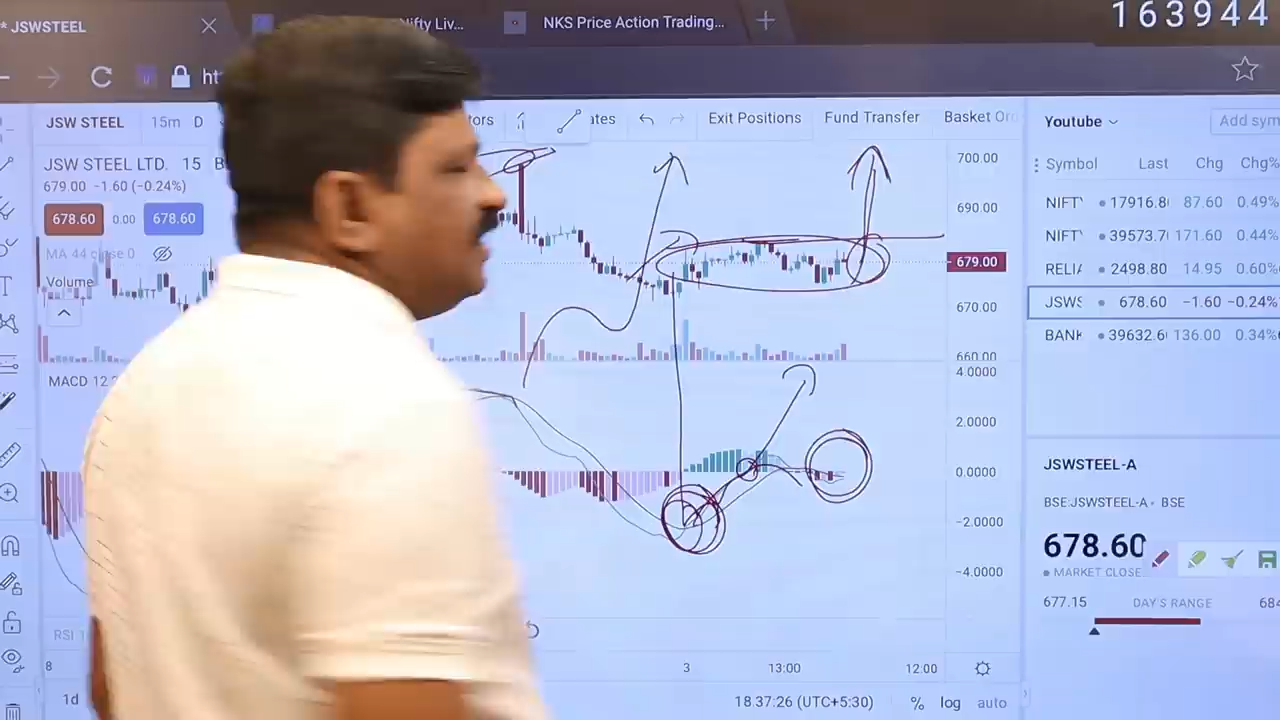 * JSWSTEEL
Nifty Liv...
NKS Price Action Trading...
163944
JSW STEEL 15m D
Exit Positions Fund Transfer Basket Or
Youtube Add sym
JSW STEEL LTD. 15 B
679.00 −1.60 (−0.24%)
678.60 0.00 678.60
MA 44 close 0
Volume
MACD 12
700.00
690.00
679.00
670.00
660.00
4.0000
2.0000
0.0000
−2.0000
−4.0000
Symbol Last Chg Chg%
NIFTY 17916.8 87.60 0.49%
NIFTY 39573.7 171.60 0.44%
RELIA 2498.80 14.95 0.60%
JSWS 678.60 −1.60 −0.24%
BANK 39632.6 136.00 0.34%
JSWSTEEL-A
BSE:JSWSTEEL-A BSE
678.60
MARKET CLOSE
677.15 DAY'S RANGE 684
RSI
8 3 13:00 12:00
1d 18:37:26 (UTC+5:30) % log auto